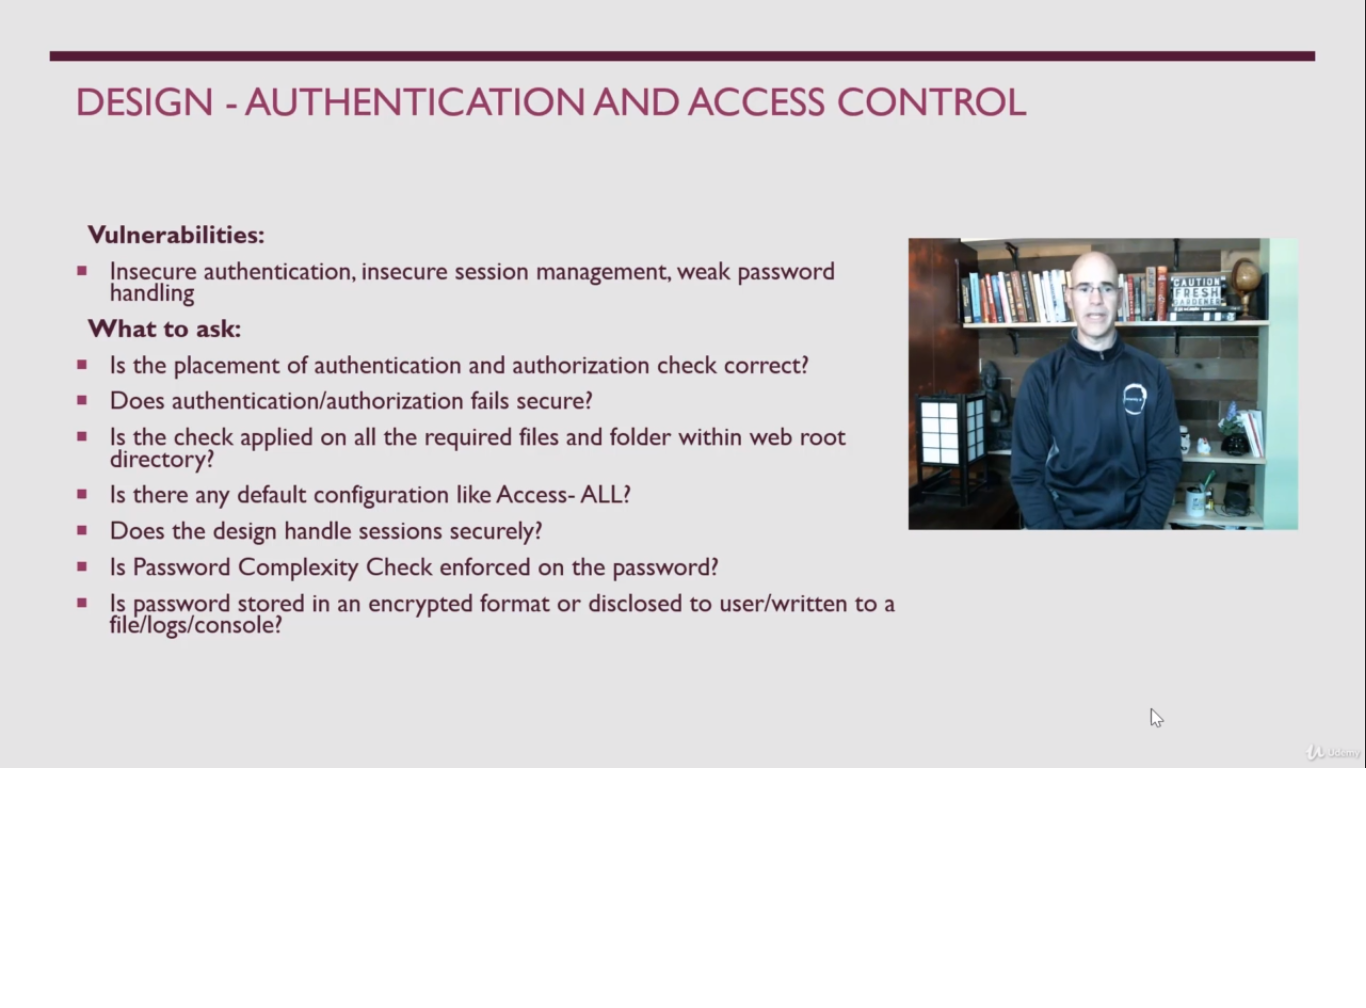 DESIGN - AUTHENTICATION AND ACCESS CONTROL
Vulnerabilities:
Insecure authentication, insecure session management, weak password
handling
What to ask:
Is the placement of authentication and authorization check correct?
Does authentication/authorization fails secure?
Is the check applied on all the required files and folder within web root
directory?
Is there any default configuration like Access- ALL?
Does the design handle sessions securely?
Is Password Complexity Check enforced on the password?
Is password stored in an encrypted format or disclosed to user/written to a
file/logs/console?
CAUTION
FRESH
GARDENER
Udemy